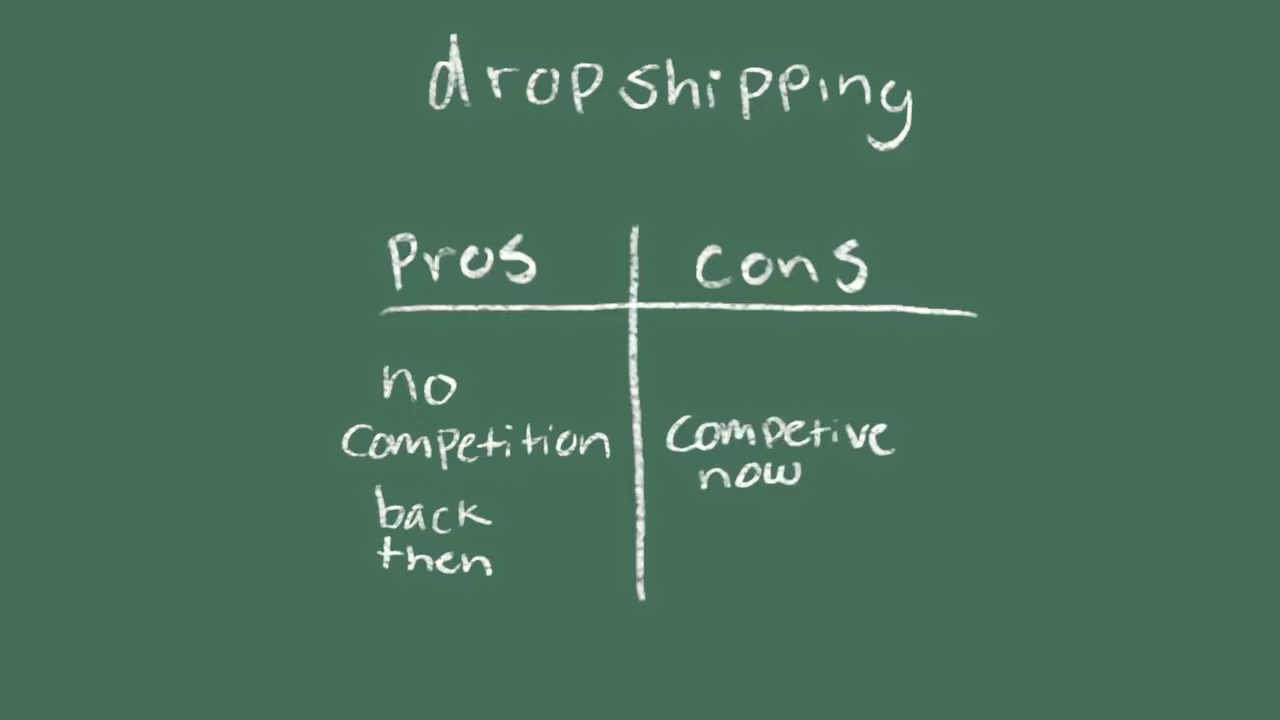 dropshipping
Pros
Cons
no
competition
back
then
Competive
now